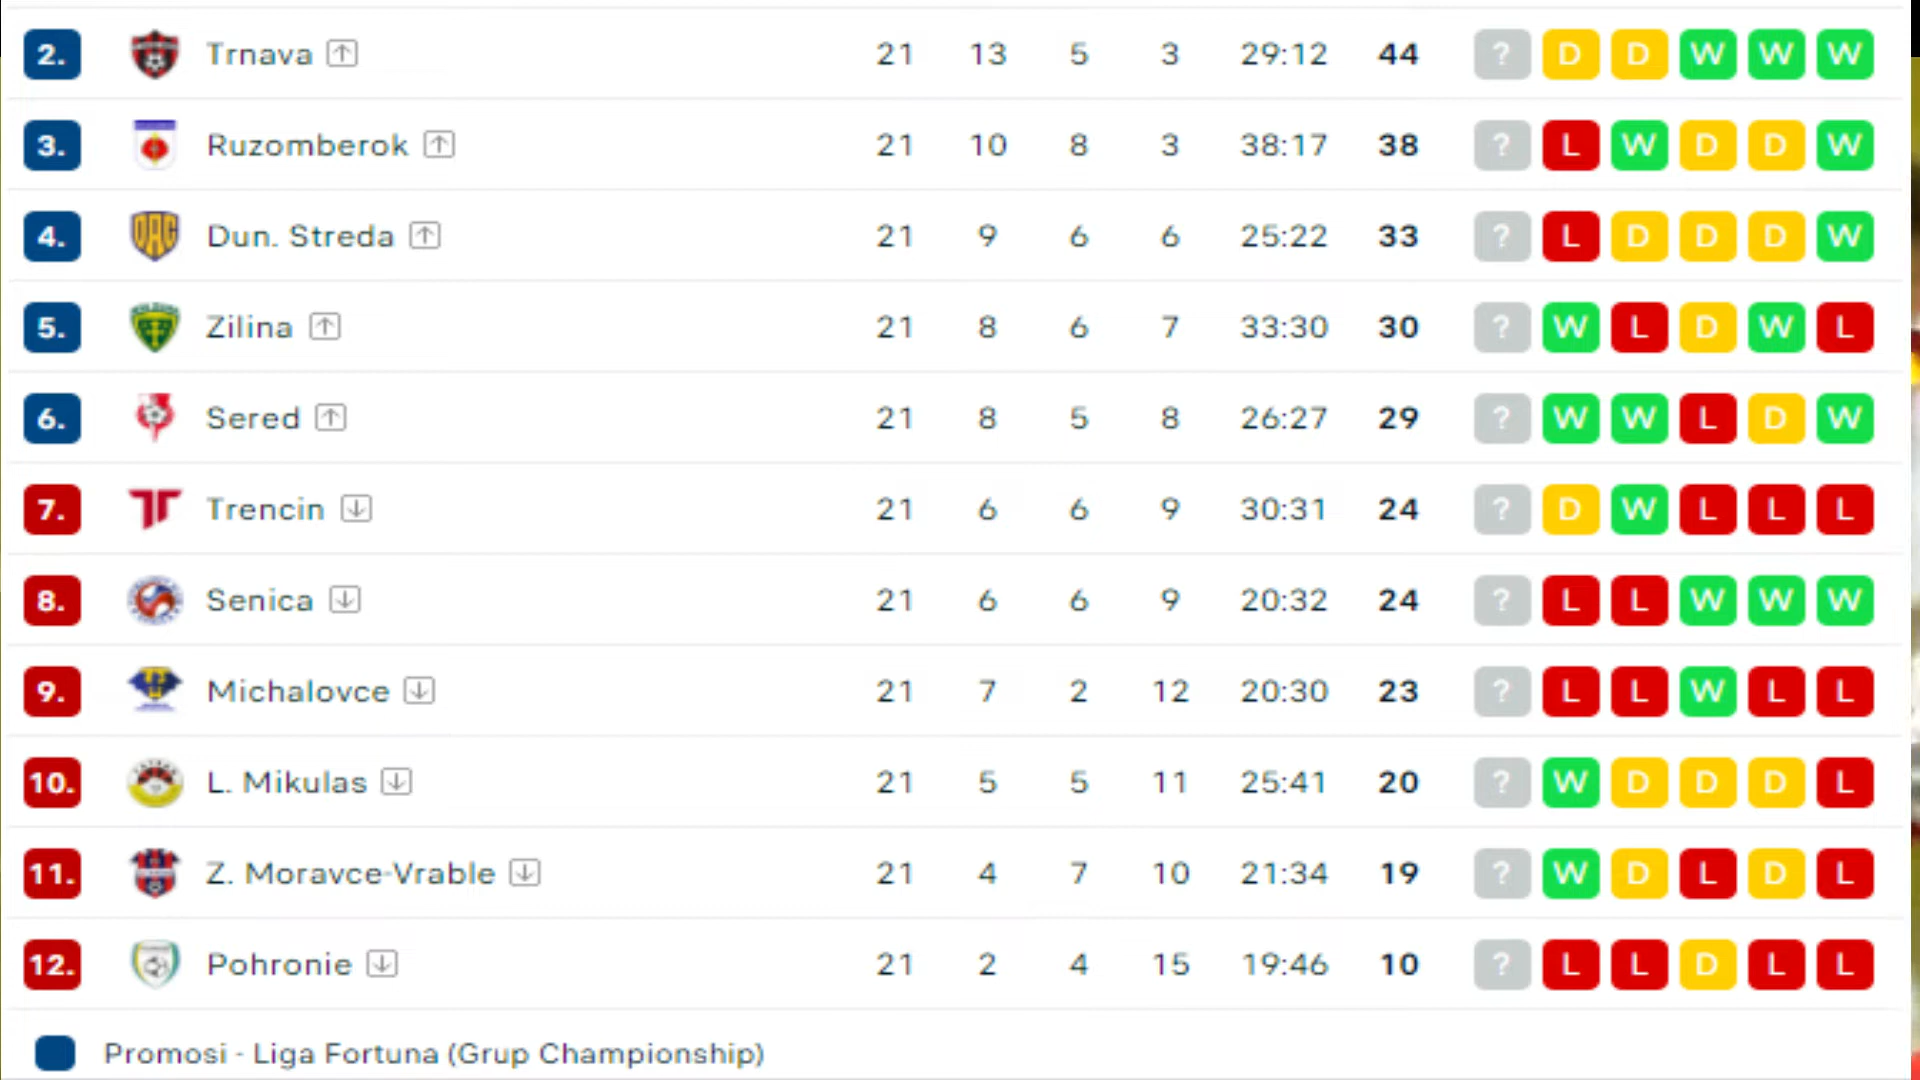 2. Trnava 21 13 5 3 29:12 44 ? D D W W W
3. Ruzomberok 21 10 8 3 38:17 38 ? L W D D W
4. Dun. Streda 21 9 6 6 25:22 33 ? L D D D W
5. Zilina 21 8 6 7 33:30 30 ? W L D W L
6. Sered 21 8 5 8 26:27 29 ? W W L D W
7. Trencin 21 6 6 9 30:31 24 ? D W L L L
8. Senica 21 6 6 9 20:32 24 ? L L W W W
9. Michalovce 21 7 2 12 20:30 23 ? L L W L L
10. L. Mikulas 21 5 5 11 25:41 20 ? W D D D L
11. Z. Moravce-Vrable 21 4 7 10 21:34 19 ? W D L D L
12. Pohronie 21 2 4 15 19:46 10 ? L L D L L
Promosi - Liga Fortuna (Grup Championship)